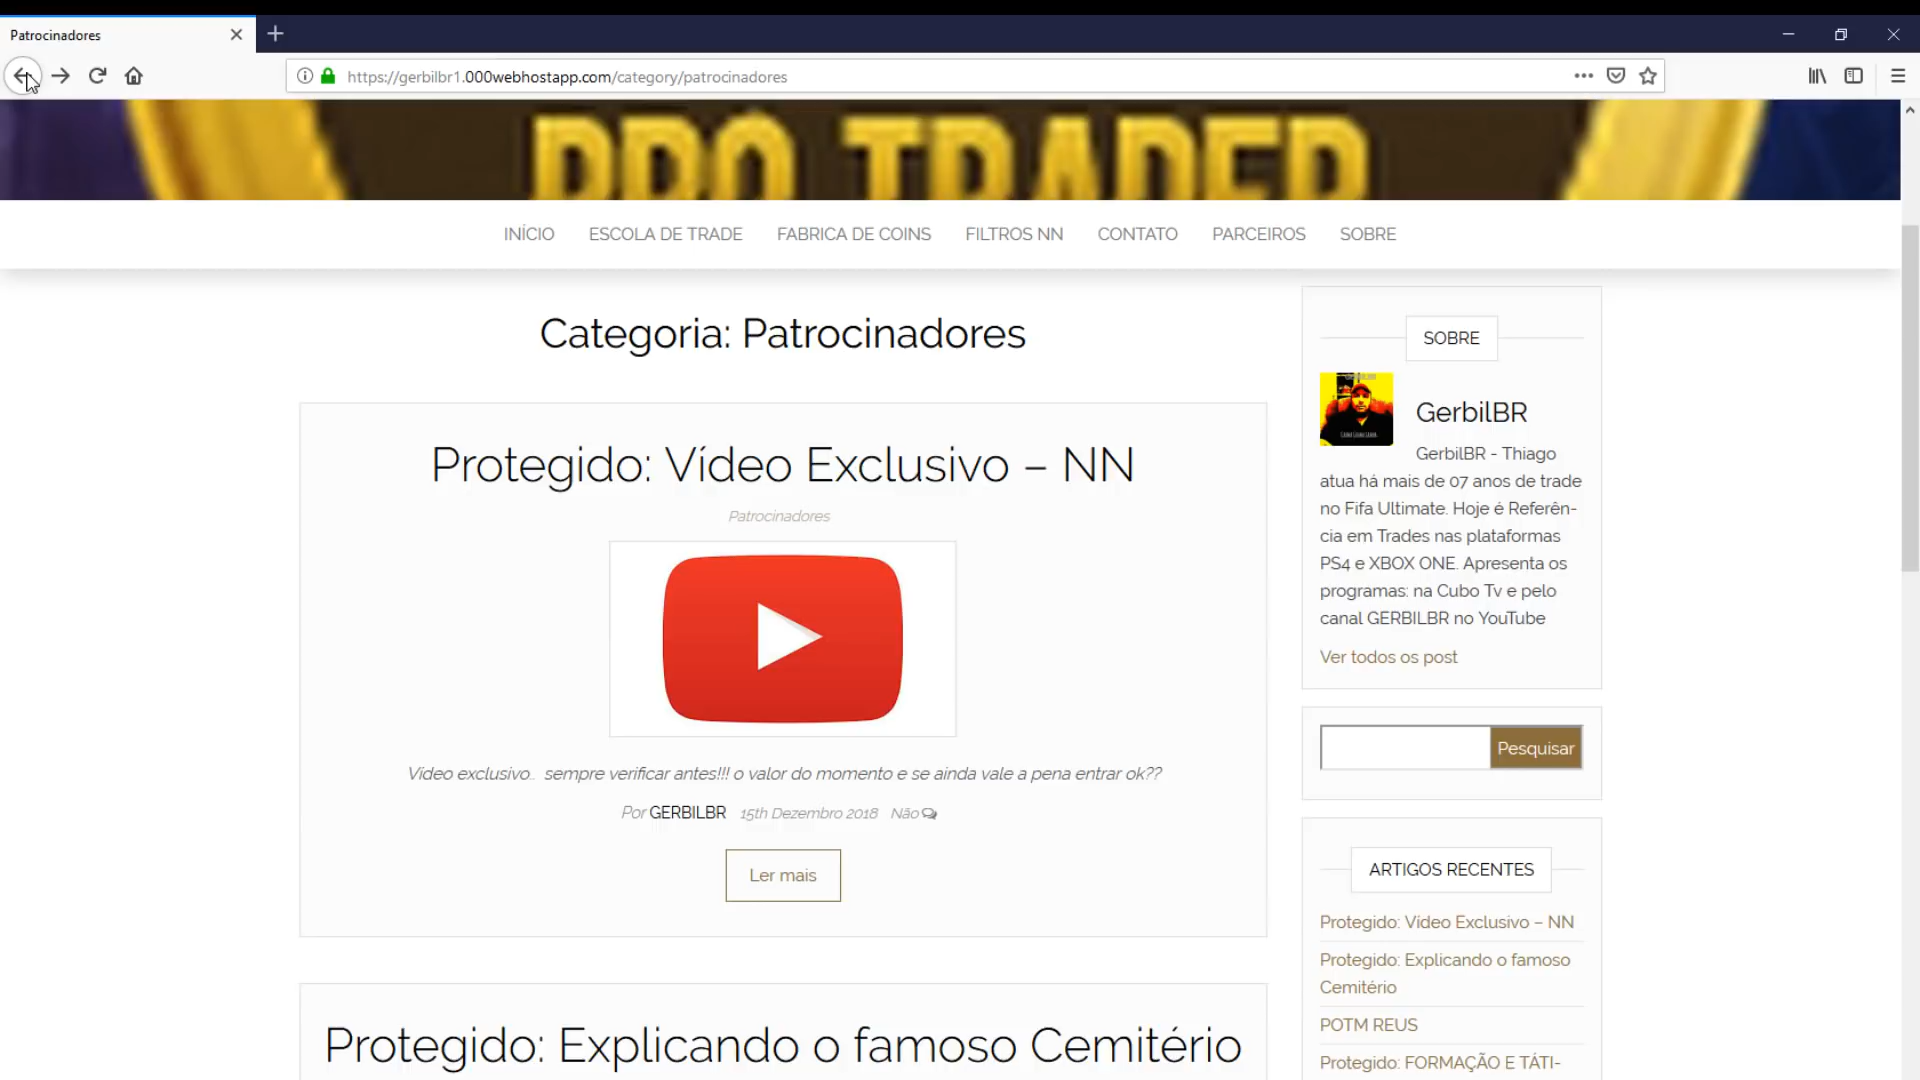 Patrocinadores
https://gerbilbr1.000webhostapp.com/category/patrocinadores
PRO TRADER
INÍCIO ESCOLA DE TRADE FABRICA DE COINS FILTROS NN CONTATO PARCEIROS SOBRE
Categoria: Patrocinadores
Protegido: Vídeo Exclusivo – NN
Patrocinadores
Vídeo exclusivo.. sempre verificar antes!!! o valor do momento e se ainda vale a pena entrar ok??
Por GERBILBR 15th Dezembro 2018 Não
Ler mais
Protegido: Explicando o famoso Cemitério
SOBRE
GerbilBR
GerbilBR - Thiago
atua há mais de 07 anos de trade
no Fifa Ultimate. Hoje é Referên-
cia em Trades nas plataformas
PS4 e XBOX ONE. Apresenta os
programas: na Cubo Tv e pelo
canal GERBILBR no YouTube
Ver todos os post
Pesquisar
ARTIGOS RECENTES
Protegido: Vídeo Exclusivo – NN
Protegido: Explicando o famoso
Cemitério
POTM REUS
Protegido: FORMAÇÃO E TÁTI-